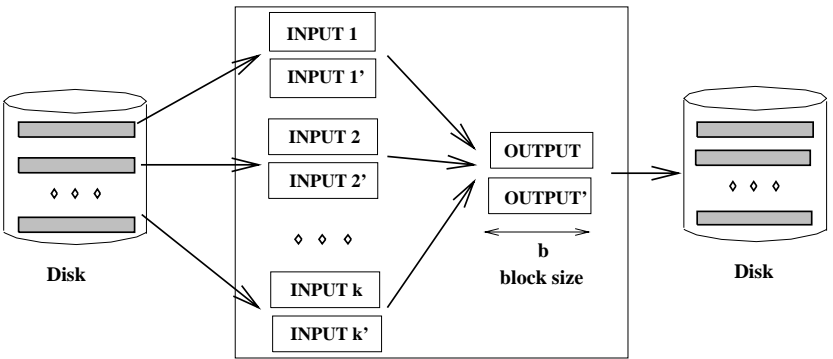 INPUT 1
INPUT 1'
INPUT 2
INPUT 2'
INPUT k
INPUT k'
OUTPUT
OUTPUT'
b
block size
Disk
Disk